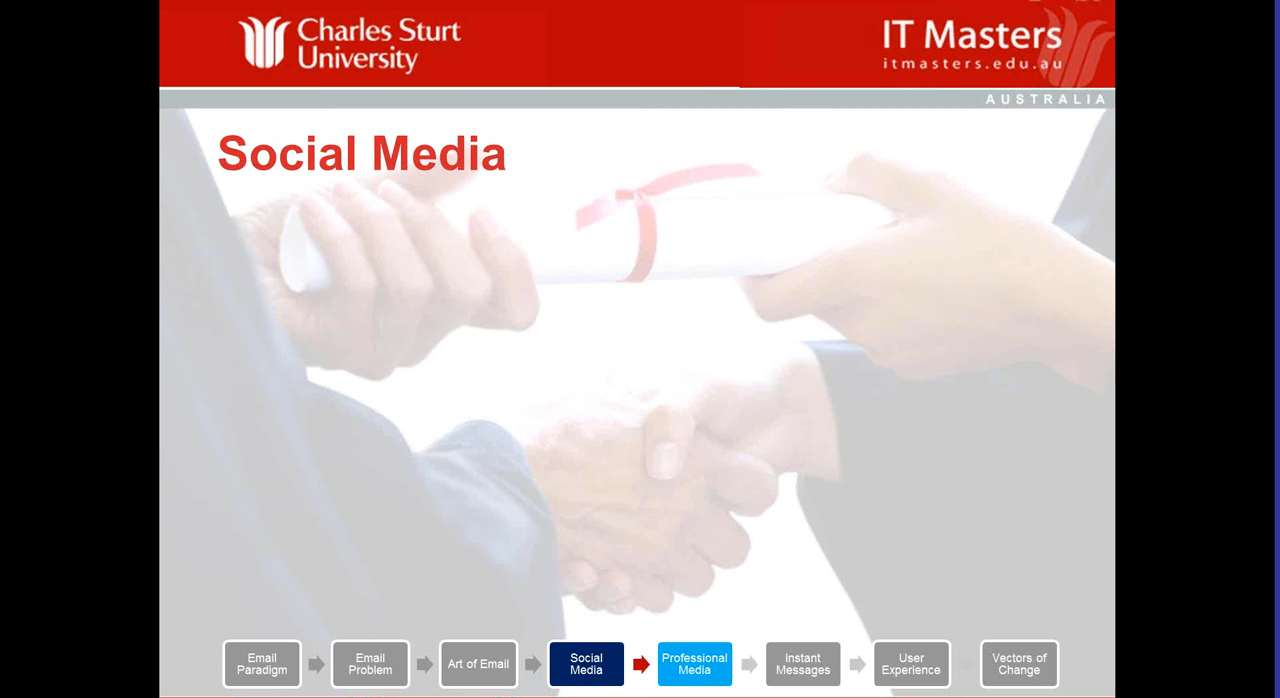 Charles Sturt
University
IT Masters
itmasters.edu.au
AUSTRALIA
Social Media
Email
Paradigm
Email
Problem
Art of Email
Social
Media
Professional
Media
Instant
Messages
User
Experience
Vectors of
Change